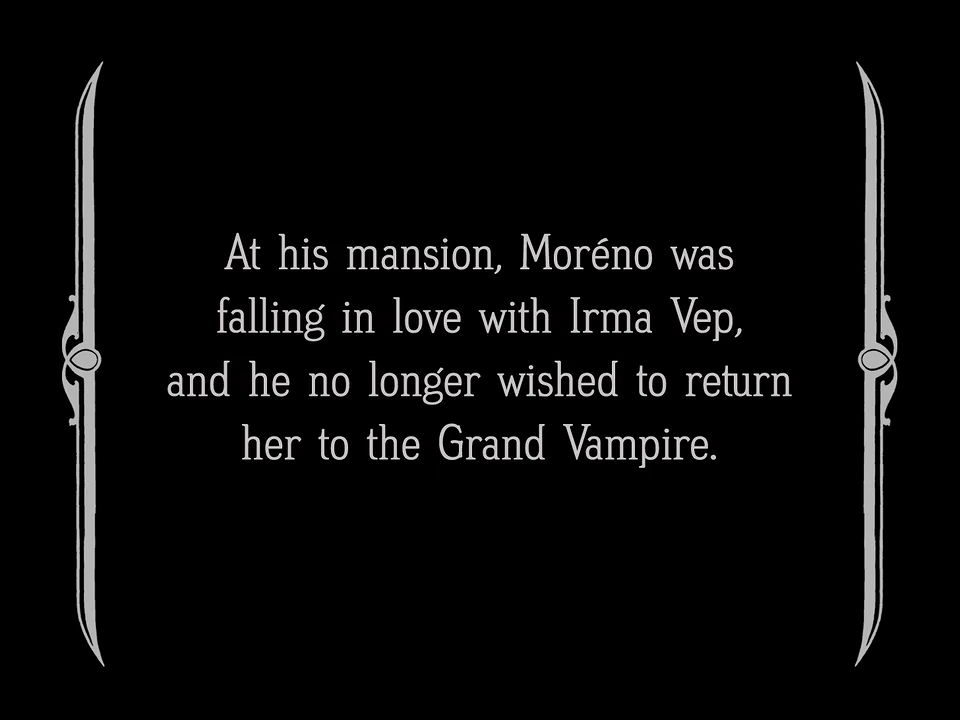 At his mansion, Moréno was
falling in love with Irma Vep,
and he no longer wished to return
her to the Grand Vampire.